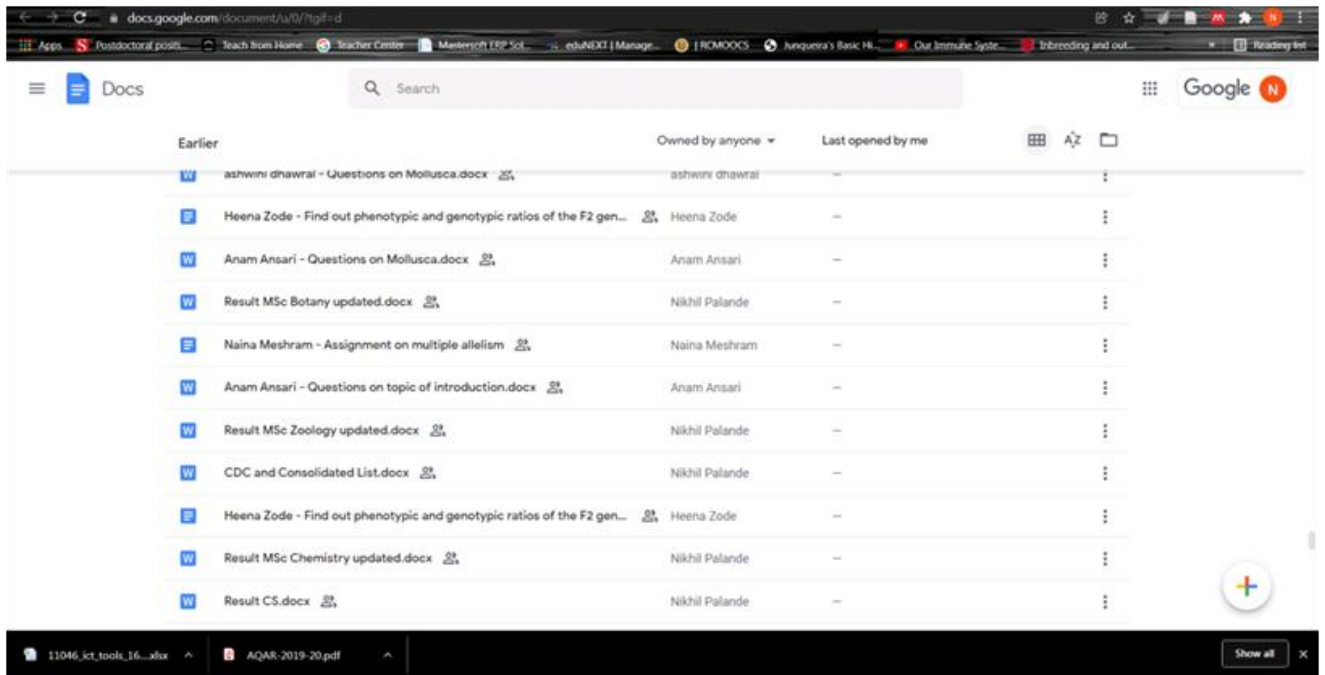 docs.google.com/document/u/0/?tgif=d
Apps Postdoctoral positi... Teach from Home Teacher Center Mastersoft ERP Sol... eduNEXT | Manage... | RCMOOCS Junqueira's Basic Hi... Our Immune Syste... Inbreeding and out... » Reading list
Docs Search Google N
Earlier Owned by anyone Last opened by me AZ
ashwini dhawral - Questions on Mollusca.docx ashwini dhawral –
Heena Zode - Find out phenotypic and genotypic ratios of the F2 gen... Heena Zode –
Anam Ansari - Questions on Mollusca.docx Anam Ansari –
Result MSc Botany updated.docx Nikhil Palande –
Naina Meshram - Assignment on multiple allelism Naina Meshram –
Anam Ansari - Questions on topic of introduction.docx Anam Ansari –
Result MSc Zoology updated.docx Nikhil Palande –
CDC and Consolidated List.docx Nikhil Palande –
Heena Zode - Find out phenotypic and genotypic ratios of the F2 gen... Heena Zode –
Result MSc Chemistry updated.docx Nikhil Palande –
Result CS.docx Nikhil Palande –
11046_ict_tools_16....xlsx AQAR-2019-20.pdf Show all